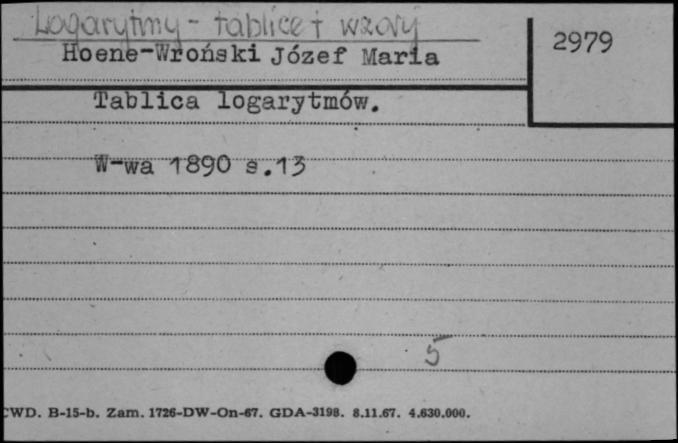 Logarytmy - tablice i wzory
Hoene-Wroński Józef Maria
2979
Tablica logarytmów.
W-wa 1890 s.13
5
CWD. B-15-b. Zam. 1726-DW-On-67. GDA-3198. 8.11.67. 4.630.000.